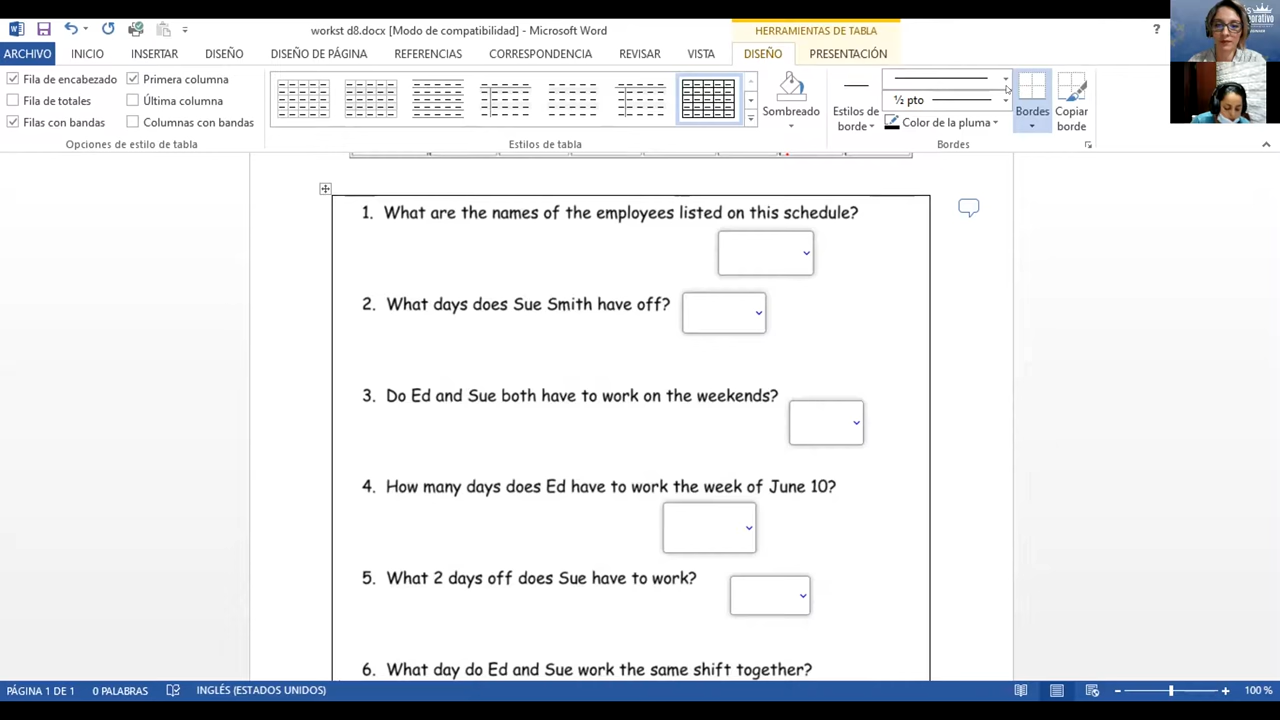 workst d8.docx [Modo de compatibilidad] - Microsoft Word
HERRAMIENTAS DE TABLA
?
ARCHIVO INICIO INSERTAR DISEÑO DISEÑO DE PÁGINA REFERENCIAS CORRESPONDENCIA REVISAR VISTA DISEÑO PRESENTACIÓN
Fila de encabezado Primera columna
Fila de totales Última columna
Filas con bandas Columnas con bandas
Opciones de estilo de tabla
Estilos de tabla
Sombreado
Estilos de borde
½ pto
Color de la pluma
Bordes
Copiar borde
Bordes
1. What are the names of the employees listed on this schedule?
2. What days does Sue Smith have off?
3. Do Ed and Sue both have to work on the weekends?
4. How many days does Ed have to work the week of June 10?
5. What 2 days off does Sue have to work?
6. What day do Ed and Sue work the same shift together?
PÁGINA 1 DE 1 0 PALABRAS INGLÉS (ESTADOS UNIDOS) 100 %